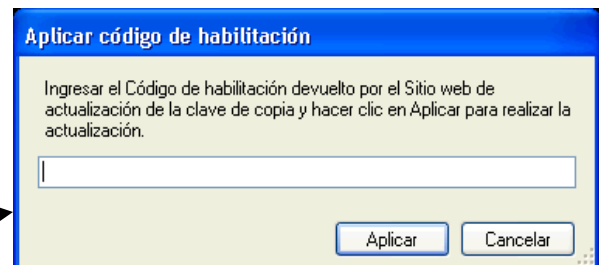 Aplicar código de habilitación
Ingresar el Código de habilitación devuelto por el Sitio web de
actualización de la clave de copia y hacer clic en Aplicar para realizar la
actualización.
Aplicar Cancelar